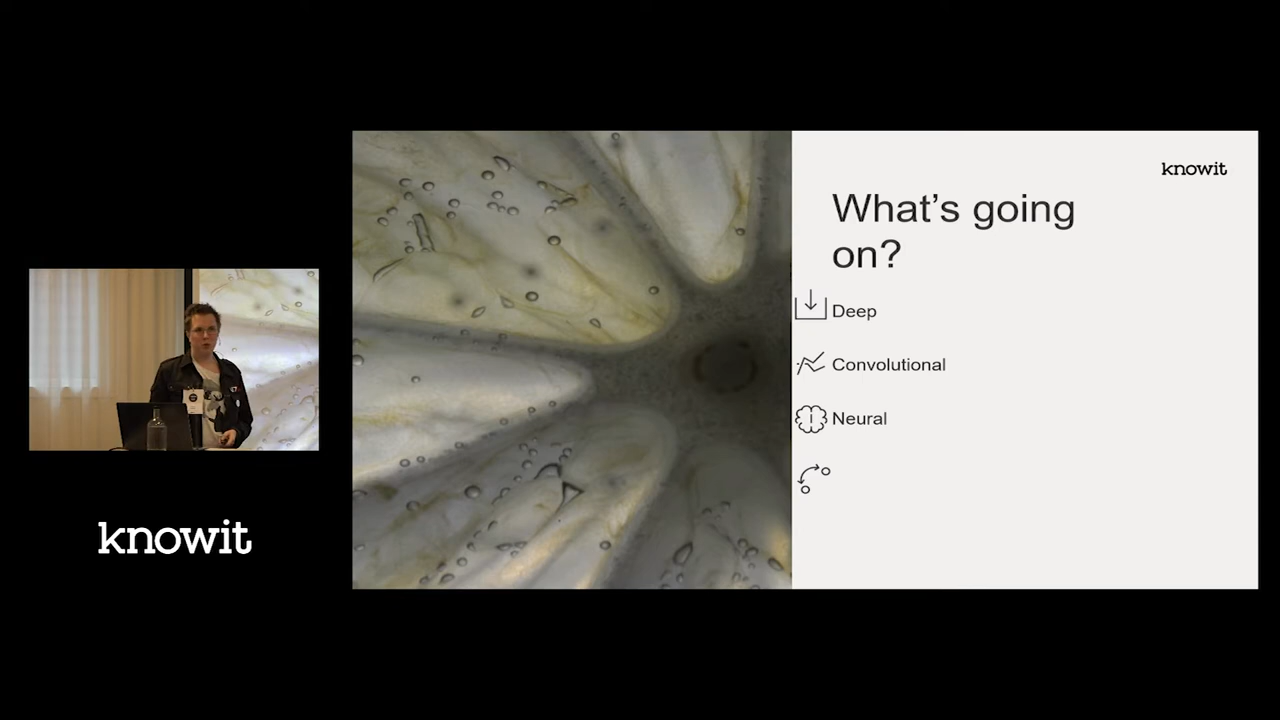 knowit
What's going
on?
Deep
Convolutional
Neural
knowit